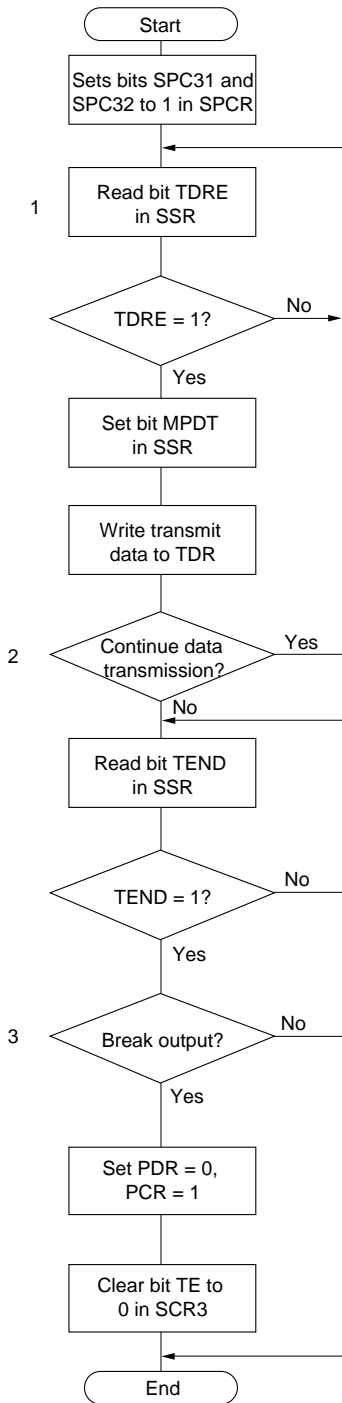 Start
Sets bits SPC31 and
SPC32 to 1 in SPCR
1
Read bit TDRE
in SSR
TDRE = 1?
No
Yes
Set bit MPDT
in SSR
Write transmit
data to TDR
2
Continue data
transmission?
Yes
No
Read bit TEND
in SSR
TEND = 1?
No
Yes
3
Break output?
No
Yes
Set PDR = 0,
PCR = 1
Clear bit TE to
0 in SCR3
End